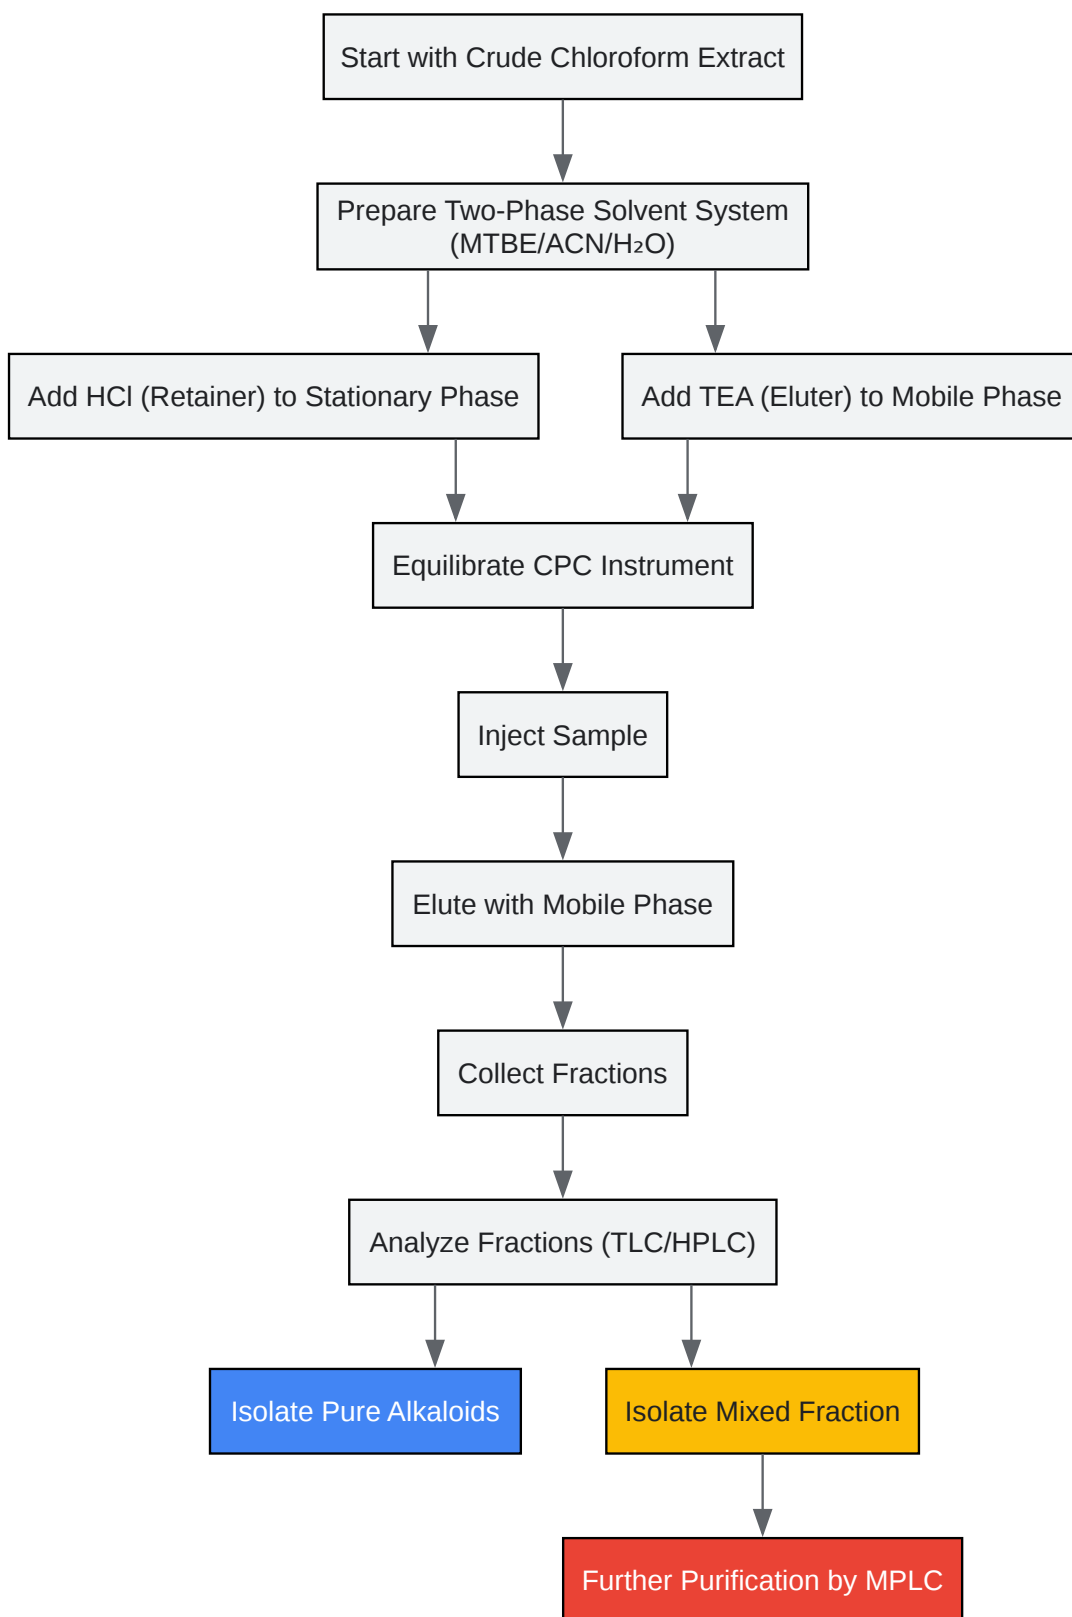 Start with Crude Chloroform Extract
Prepare Two-Phase Solvent System
(MTBE/ACN/H₂O)
Add HCl (Retainer) to Stationary Phase
Add TEA (Eluter) to Mobile Phase
Equilibrate CPC Instrument
Inject Sample
Elute with Mobile Phase
Collect Fractions
Analyze Fractions (TLC/HPLC)
Isolate Pure Alkaloids
Isolate Mixed Fraction
Further Purification by MPLC